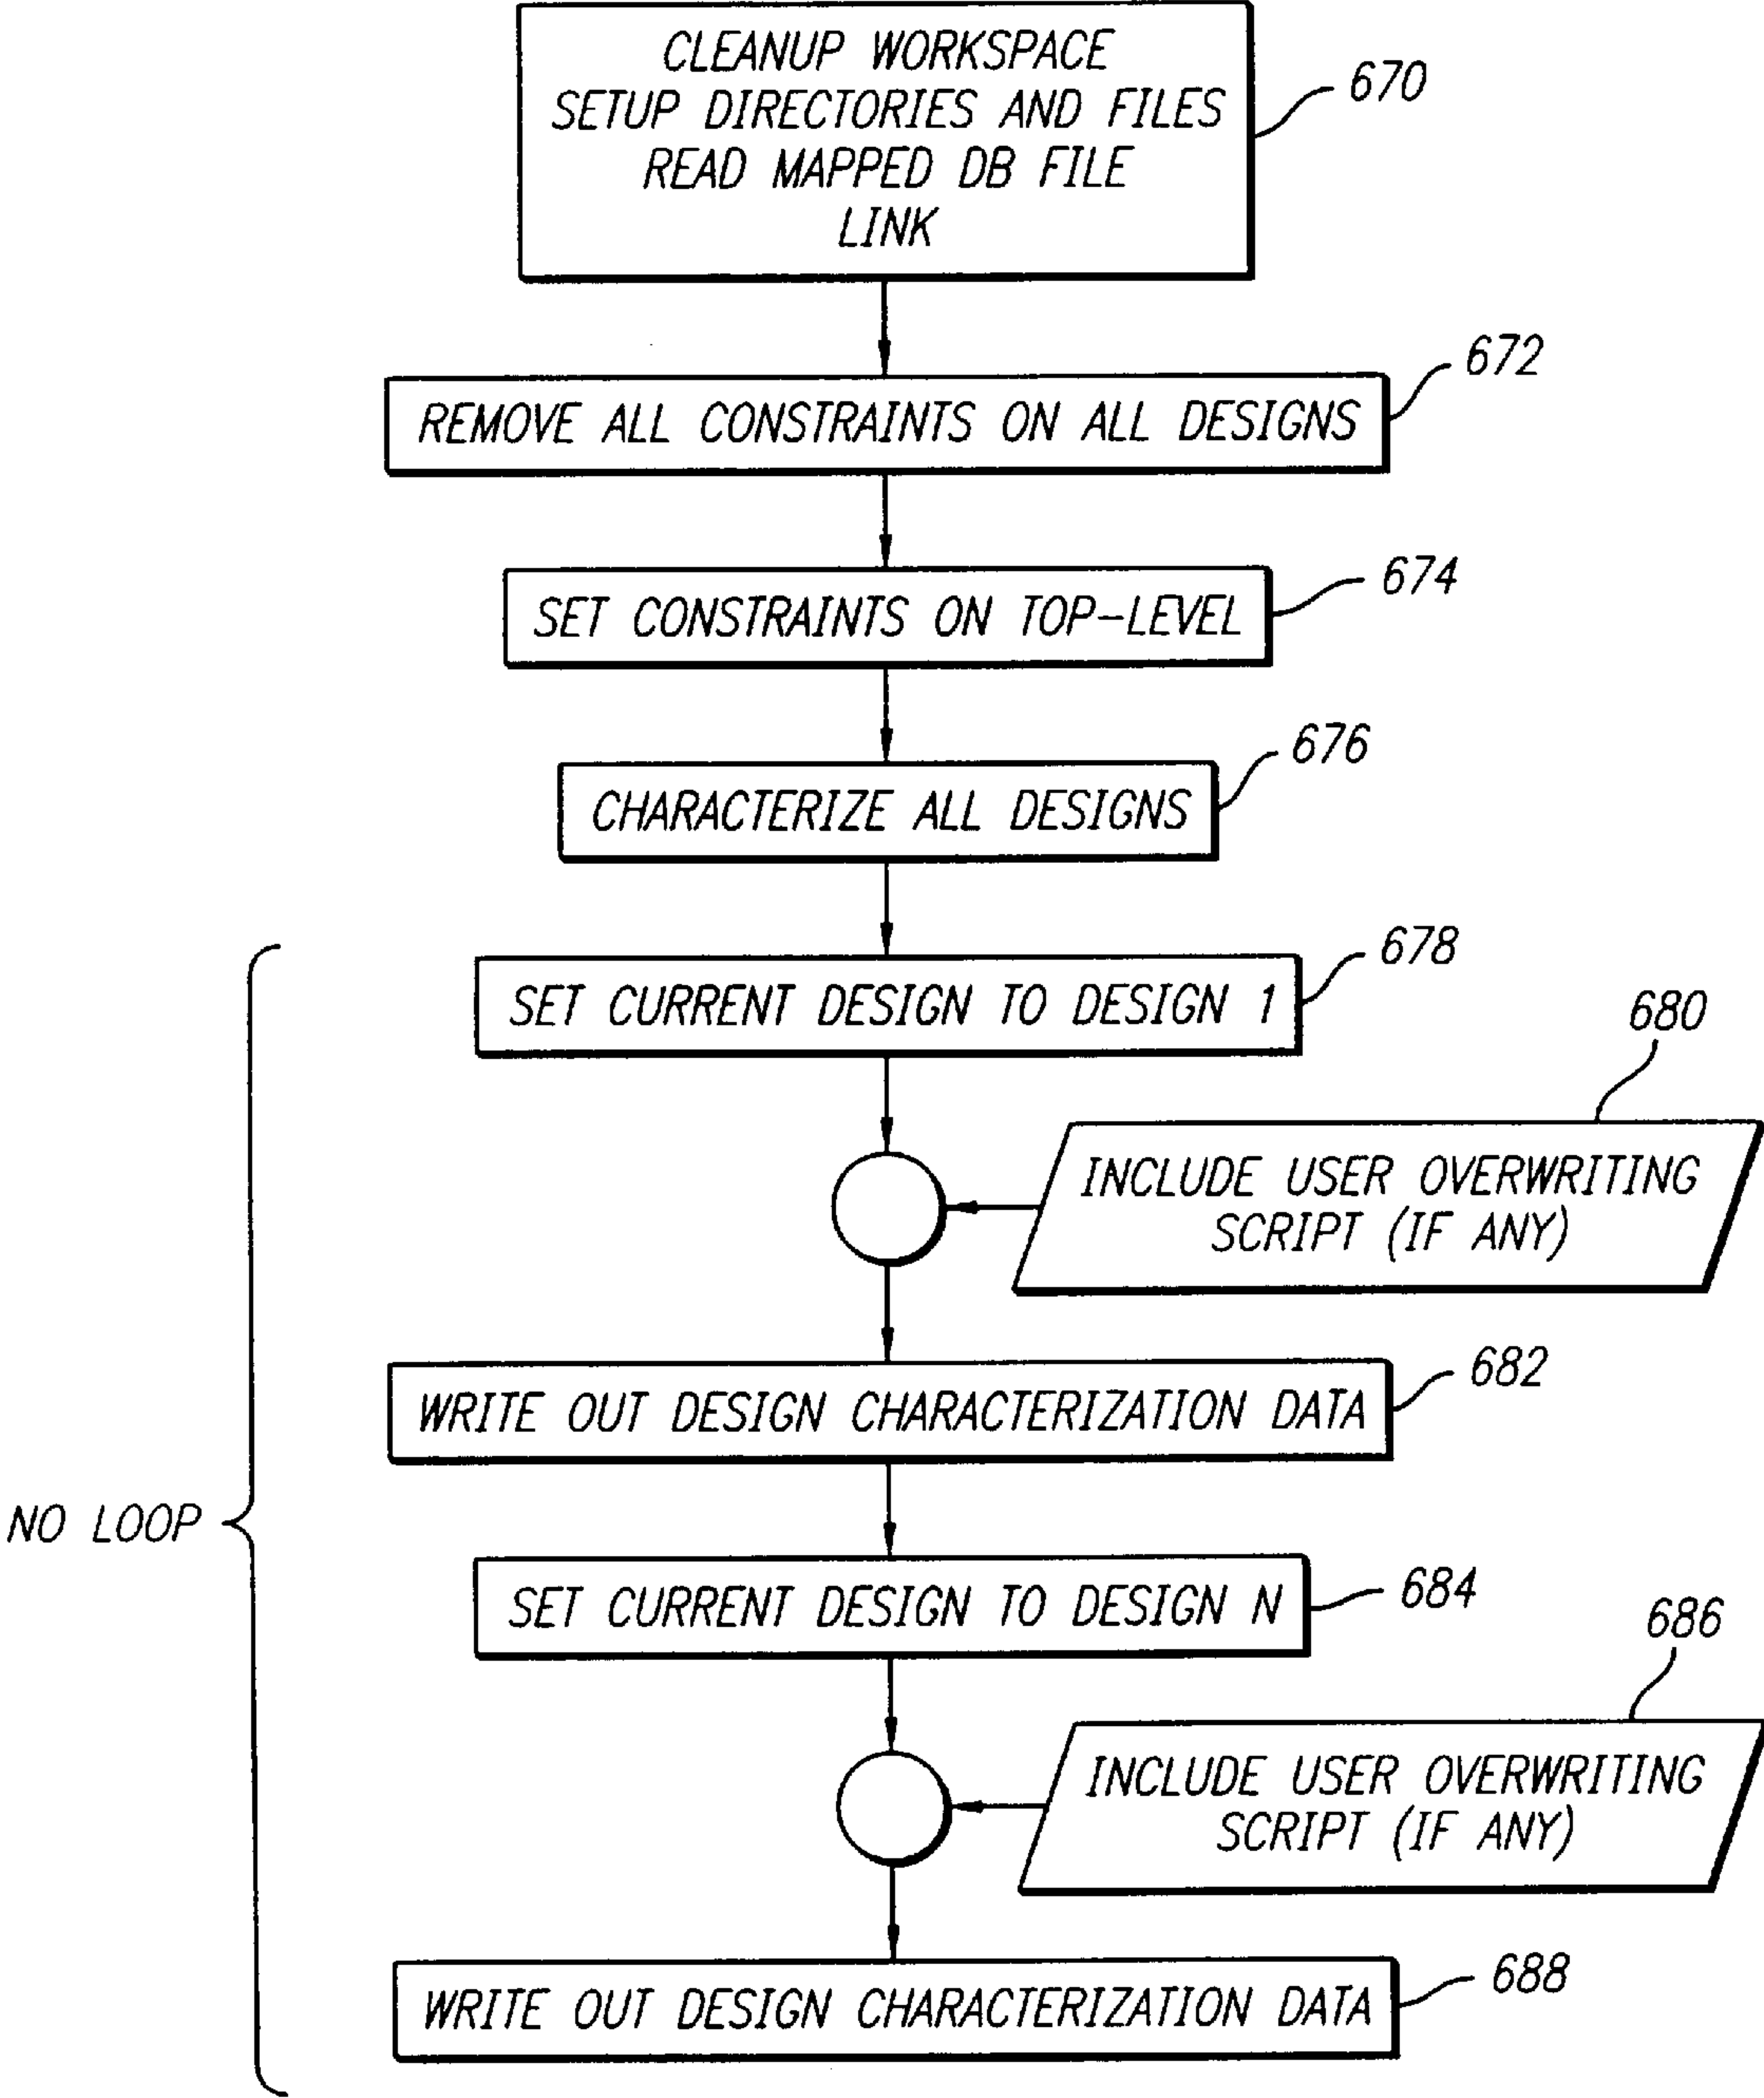 CLEANUP WORKSPACE
SETUP DIRECTORIES AND FILES
READ MAPPED DB FILE
LINK
670
REMOVE ALL CONSTRAINTS ON ALL DESIGNS
672
SET CONSTRAINTS ON TOP-LEVEL
674
CHARACTERIZE ALL DESIGNS
676
SET CURRENT DESIGN TO DESIGN 1
678
INCLUDE USER OVERWRITING
SCRIPT (IF ANY)
680
WRITE OUT DESIGN CHARACTERIZATION DATA
682
NO LOOP
SET CURRENT DESIGN TO DESIGN N
684
INCLUDE USER OVERWRITING
SCRIPT (IF ANY)
686
WRITE OUT DESIGN CHARACTERIZATION DATA
688